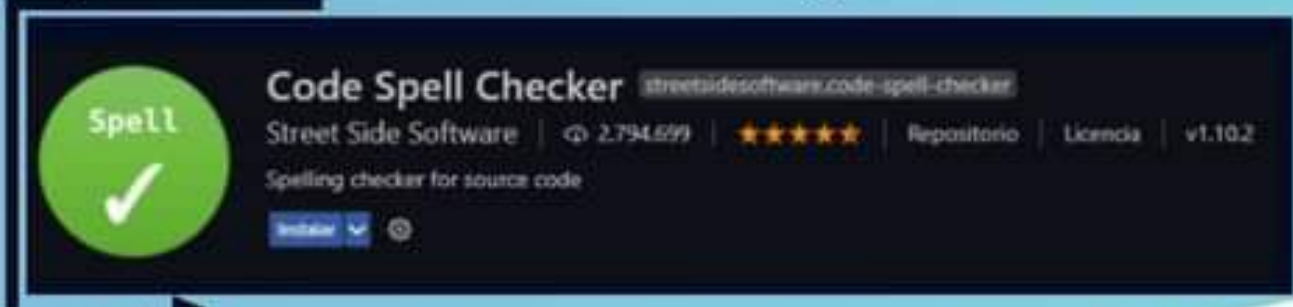 Spell
Code Spell Checker streetsidesoftware.code-spell-checker
Street Side Software 2.794.699 Repositorio Licencia v1.10.2
Spelling checker for source code
Instalar